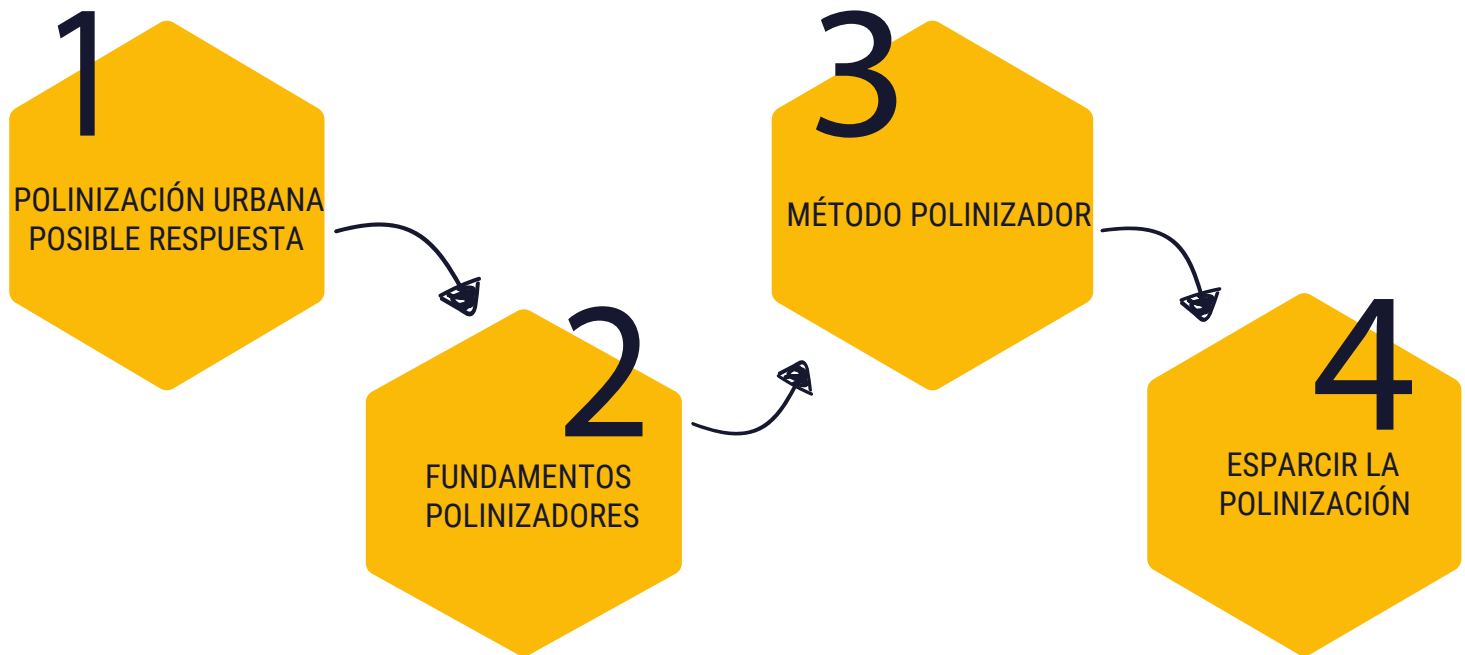 1
POLINIZACIÓN URBANA
POSIBLE RESPUESTA
2
FUNDAMENTOS
POLINIZADORES
3
MÉTODO POLINIZADOR
4
ESPARCIR LA
POLINIZACIÓN